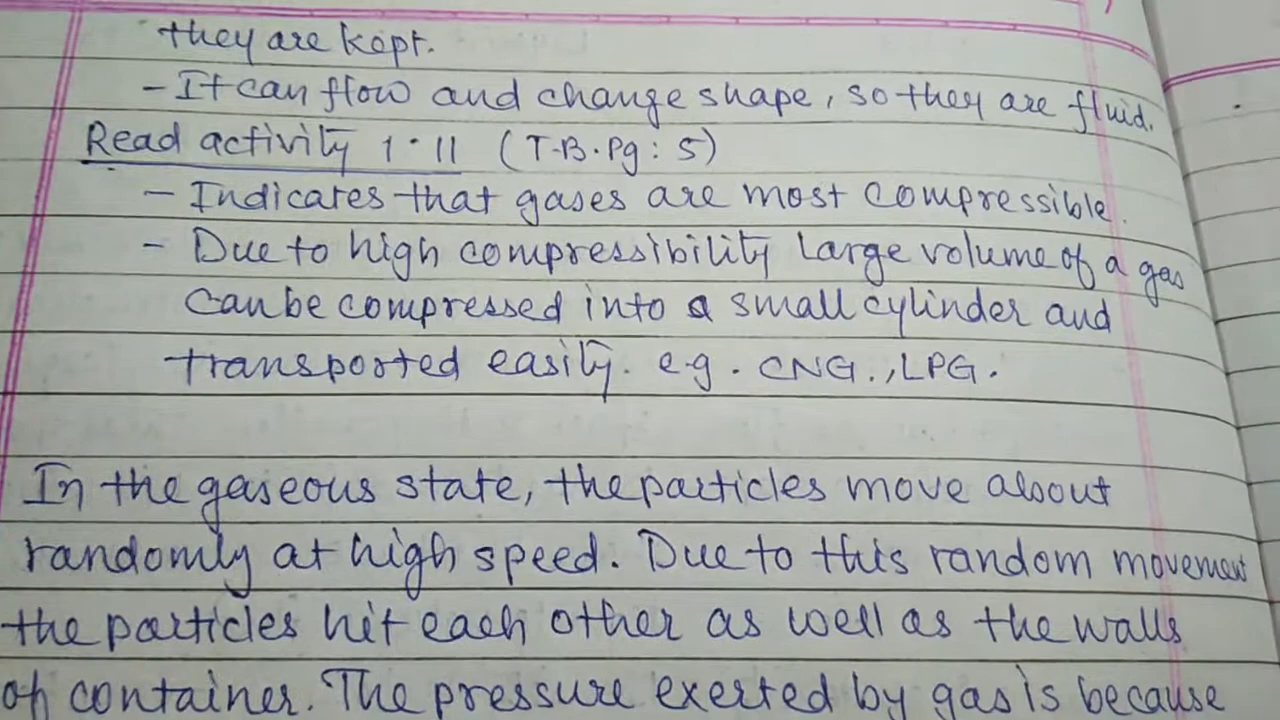 they are kept.
- It can flow and change shape, so they are fluid.
Read activity 1.11 (T.B. Pg: 5)
- Indicates that gases are most compressible.
- Due to high compressibility large volume of a gas
can be compressed into a small cylinder and
transported easily. e.g. CNG., LPG.
In the gaseous state, the particles move about
randomly at high speed. Due to this random movement
the particles hit each other as well as the walls
of container. The pressure exerted by gas is because